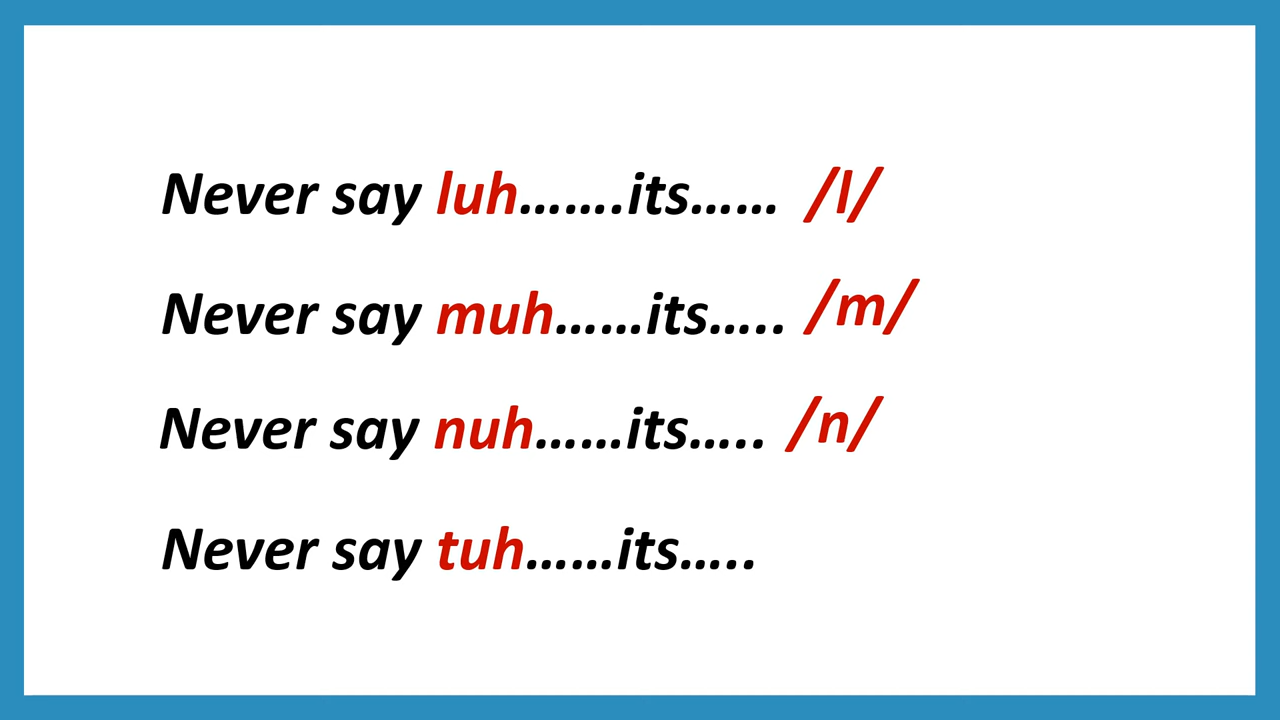 Never say luh…….its…… /l/
Never say muh……its….. /m/
Never say nuh……its….. /n/
Never say tuh……its…..